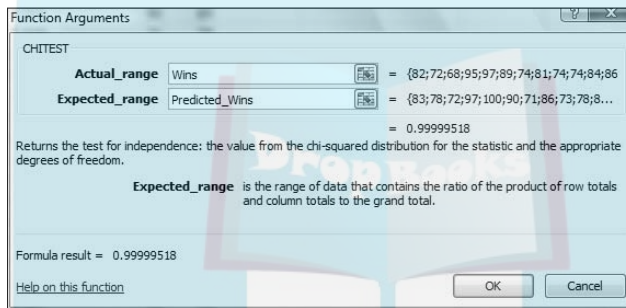 Function Arguments
CHITEST
Actual_range Wins = {82;72;68;95;97;89;74;81;74;74;84;86
Expected_range Predicted_Wins = {83;78;72;97;100;90;71;86;73;78;8...
= 0.99999518
Returns the test for independence: the value from the chi-squared distribution for the statistic and the appropriate
degrees of freedom.
Expected_range is the range of data that contains the ratio of the product of row totals
and column totals to the grand total.
Formula result = 0.99999518
Help on this function OK Cancel
DropBooks